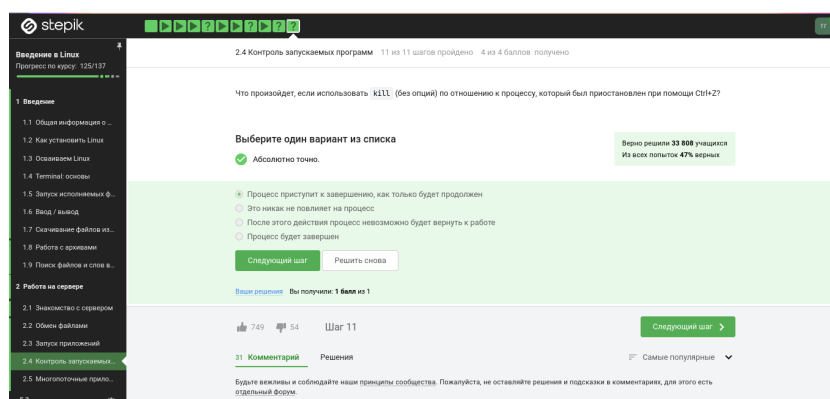 stepik
? ? ?
тг
Введение в Linux
Прогресс по курсу: 125/137
1 Введение
1.1 Общая информация о ...
1.2 Как установить Linux
1.3 Осваиваем Linux
1.4 Terminal: основы
1.5 Запуск исполняемых ф...
1.6 Ввод / вывод
1.7 Скачивание файлов из...
1.8 Работа с архивами
1.9 Поиск файлов и слов в...
2 Работа на сервере
2.1 Знакомство с сервером
2.2 Обмен файлами
2.3 Запуск приложений
2.4 Контроль запускаемых...
2.5 Многопоточные прило...
2.4 Контроль запускаемых программ 11 из 11 шагов пройдено 4 из 4 баллов получено
Что произойдет, если использовать kill (без опций) по отношению к процессу, который был приостановлен при помощи Ctrl+Z?
Выберите один вариант из списка
Абсолютно точно.
Верно решили 33 808 учащихся
Из всех попыток 47% верных
Процесс приступит к завершению, как только будет продолжен
Это никак не повлияет на процесс
После этого действия процесс невозможно будет вернуть к работе
Процесс будет завершен
Следующий шаг Решить снова
Ваши решения Вы получили: 1 балл из 1
749 54 Шаг 11 Следующий шаг
31 Комментарий Решения Самые популярные
Будьте вежливы и соблюдайте наши принципы сообщества. Пожалуйста, не оставляйте решения и подсказки в комментариях, для этого есть
отдельный форум.